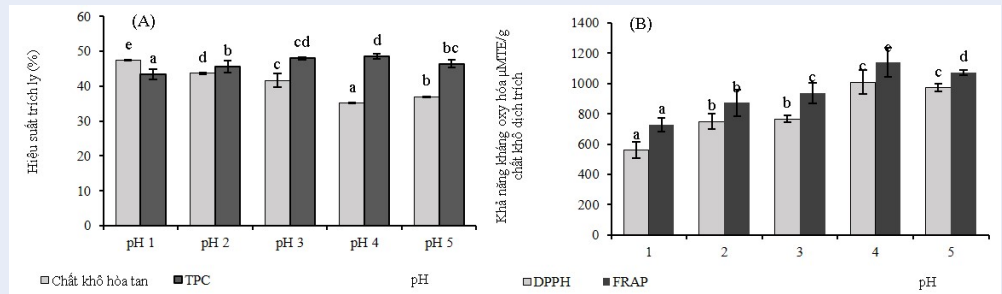 (A)
Hiệu suất trích ly (%)
60
50
40
30
20
10
0
e
a
d
b
c
cd
a
d
b
bc
pH 1
pH 2
pH 3
pH 4
pH 5
Chất khô hòa tan
TPC
pH
(B)
Khả năng kháng oxy hóa µMTE/g
chất khô dịch trích
1400
1200
1000
800
600
400
200
0
a
a
b
b
b
c
c
e
c
d
1
2
3
4
5
DPPH
FRAP
pH